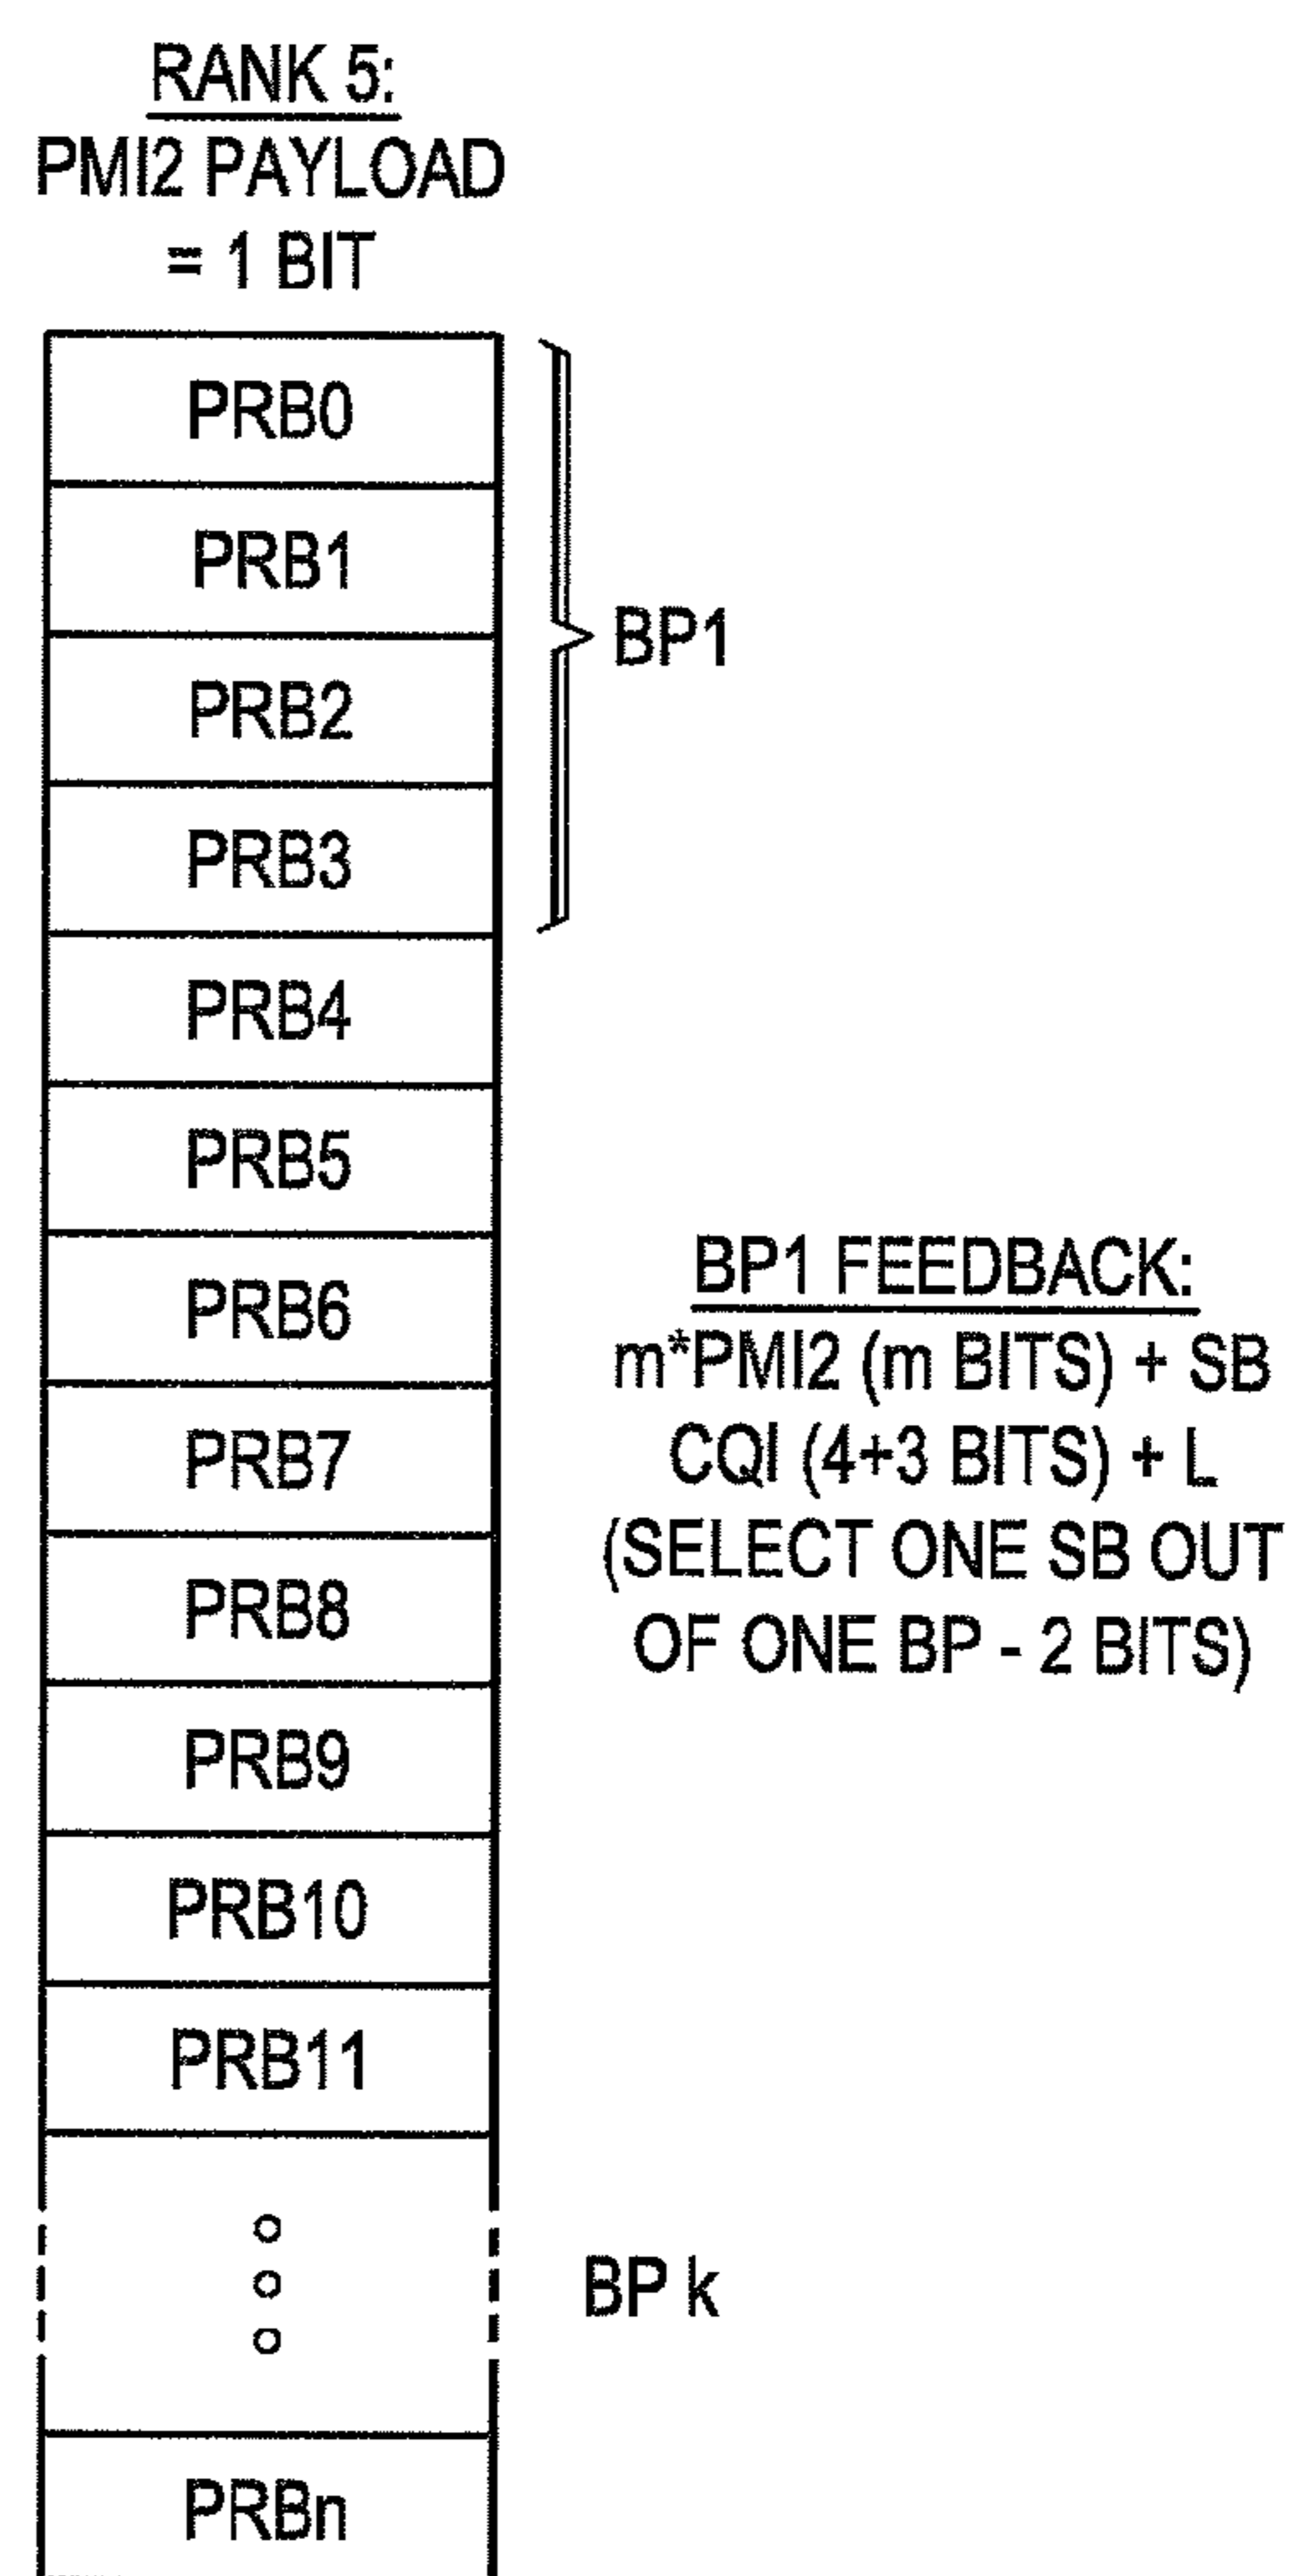 RANK 5:
PMI2 PAYLOAD
= 1 BIT
PRB0
PRB1
BP1
PRB2
PRB3
PRB4
PRB5
PRB6
PRB7
PRB8
PRB9
PRB10
PRB11
BP1 FEEDBACK:
m*PMI2 (m BITS) + SB
CQI (4+3 BITS) + L
(SELECT ONE SB OUT
OF ONE BP - 2 BITS)
BP k
PRBn